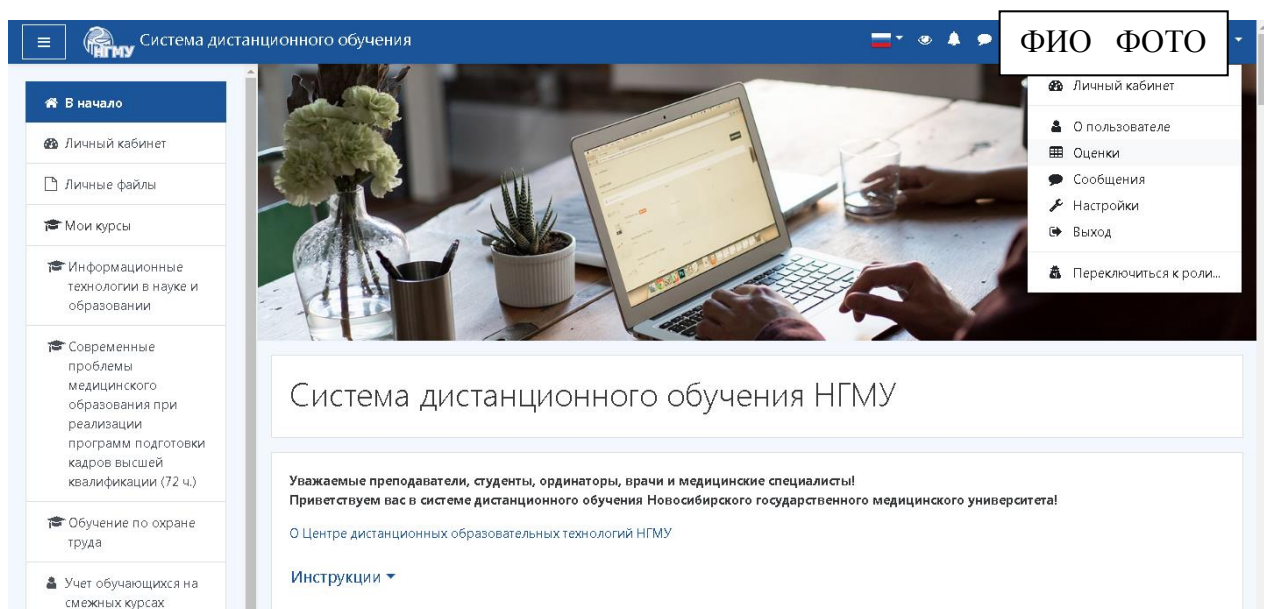 НГМУ
Система дистанционного обучения
ФИО ФОТО
В начало
Личный кабинет
Личные файлы
Мои курсы
Информационные
технологии в науке и
образовании
Современные
проблемы
медицинского
образования при
реализации
программ подготовки
кадров высшей
квалификации (72 ч.)
Обучение по охране
труда
Учет обучающихся на
смежных курсах
Личный кабинет
О пользователе
Оценки
Сообщения
Настройки
Выход
Переключиться к роли...
Система дистанционного обучения НГМУ
Уважаемые преподаватели, студенты, ординаторы, врачи и медицинские специалисты!
Приветствуем вас в системе дистанционного обучения Новосибирского государственного медицинского университета!
О Центре дистанционных образовательных технологий НГМУ
Инструкции